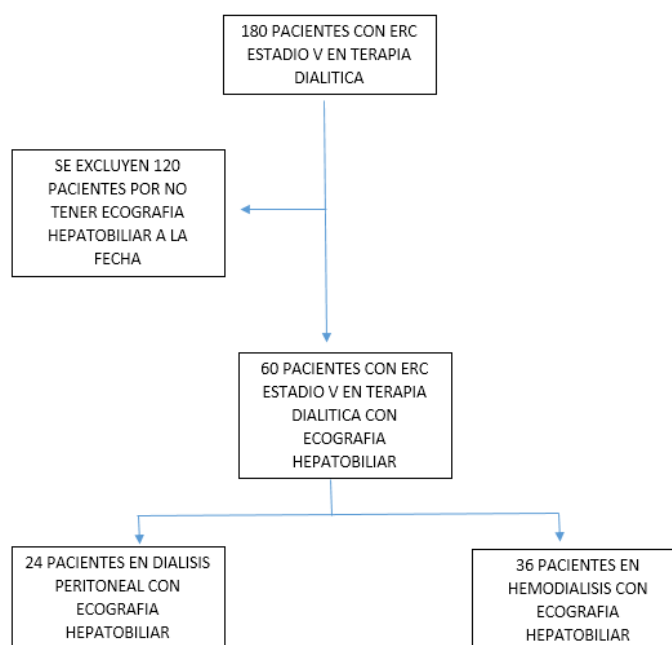 180 PACIENTES CON ERC
ESTADIO V EN TERAPIA
DIALITICA
SE EXCLUYEN 120
PACIENTES POR NO
TENER ECOGRAFIA
HEPATOBILIAR A LA
FECHA
60 PACIENTES CON ERC
ESTADIO V EN TERAPIA
DIALITICA CON
ECOGRAFIA
HEPATOBILIAR
24 PACIENTES EN DIALISIS
PERITONEAL CON
ECOGRAFIA
HEPATOBILIAR
36 PACIENTES EN
HEMODIALISIS CON
ECOGRAFIA
HEPATOBILIAR